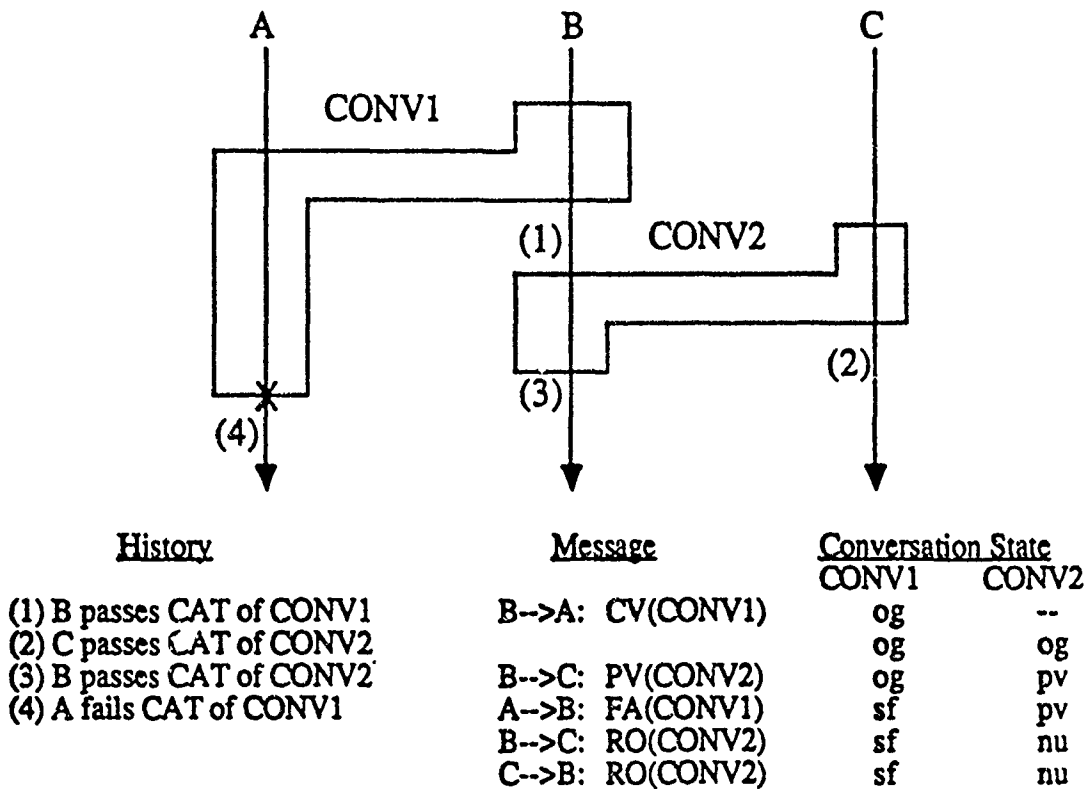 A B C
CONV1
(1) CONV2
(2)
(3)
(4)
History Message Conversation State
CONV1 CONV2
(1) B passes CAT of CONV1 B-->A: CV(CONV1) og --
(2) C passes CAT of CONV2 og og
(3) B passes CAT of CONV2 B-->C: PV(CONV2) og pv
(4) A fails CAT of CONV1 A-->B: FA(CONV1) sf pv
B-->C: RO(CONV2) sf nu
C-->B: RO(CONV2) sf nu